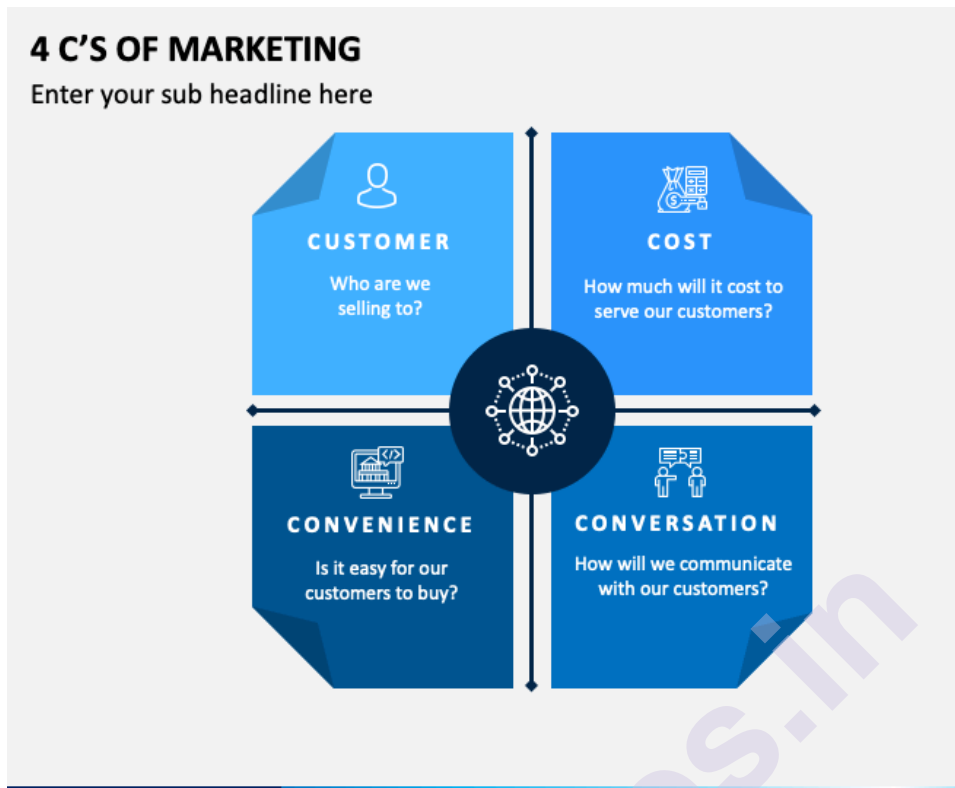 4 C’S OF MARKETING
Enter your sub headline here
CUSTOMER
Who are we
selling to?
COST
How much will it cost to
serve our customers?
CONVENIENCE
Is it easy for our
customers to buy?
CONVERSATION
How will we communicate
with our customers?